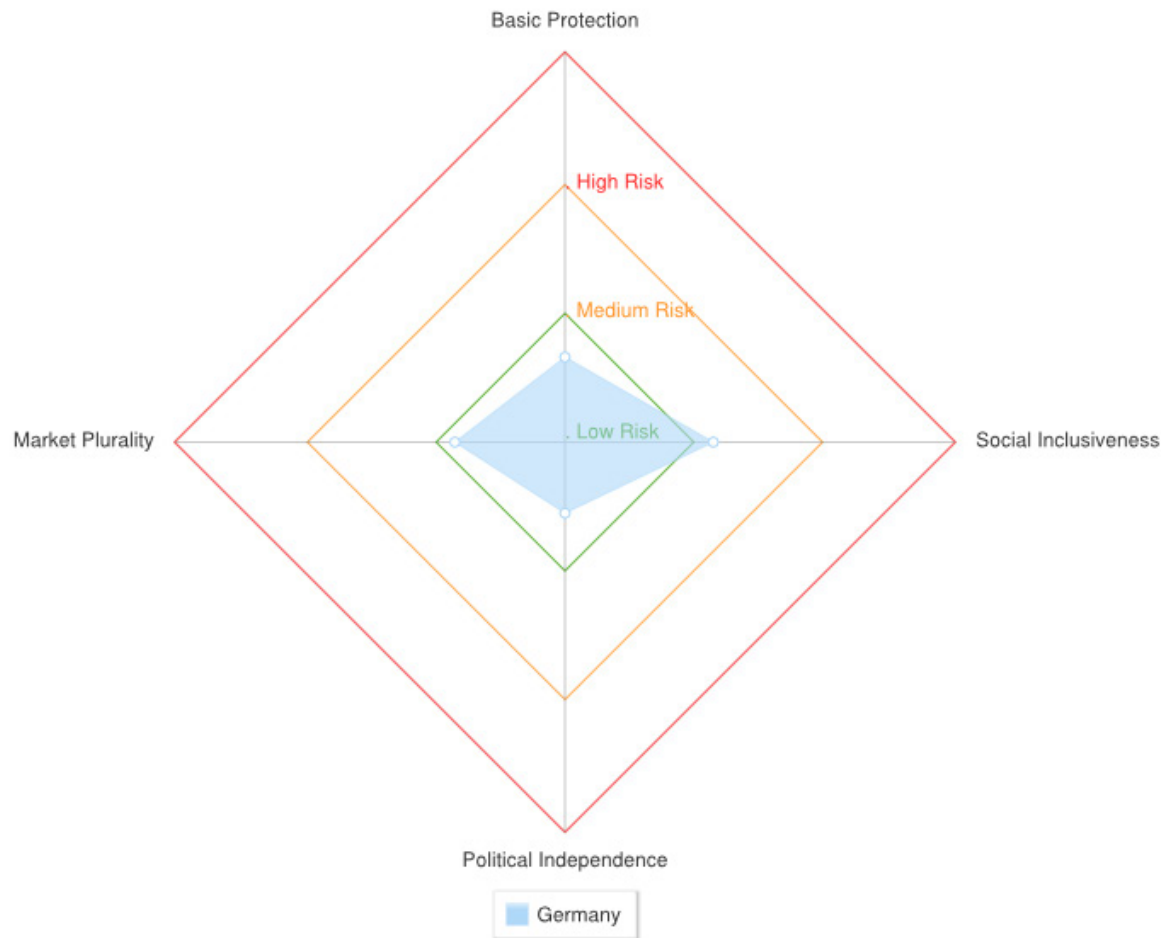 Basic Protection
High Risk
Medium Risk
. Low Risk
Market Plurality
Social Inclusiveness
Political Independence
Germany